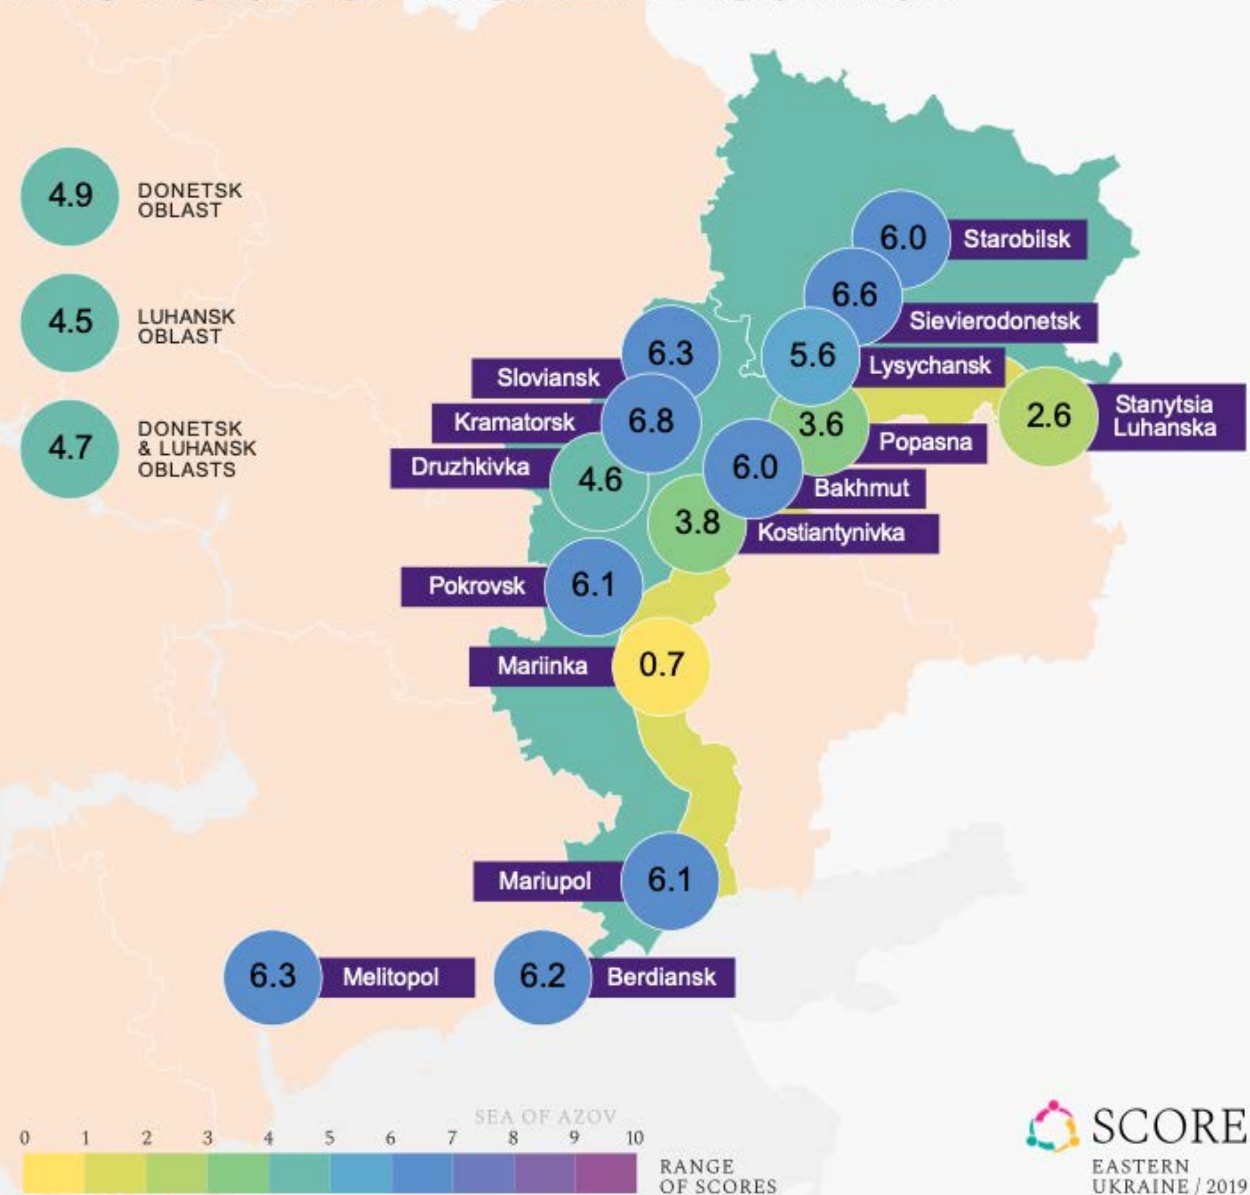 4.9
DONETSK
OBLAST
4.5
LUHANSK
OBLAST
4.7
DONETSK
& LUHANSK
OBLASTS
6.0
Starobilsk
6.6
Sievierodonetsk
5.6
Lysychansk
6.3
Sloviansk
Kramatorsk
6.8
Druzhkivka
4.6
3.6
Popasna
2.6
Stanytsia
Luhanska
6.0
Bakhmut
3.8
Kostiantynivka
Pokrovsk
6.1
Mariinka
0.7
Mariupol
6.1
6.3
Melitopol
6.2
Berdiansk
SEA OF AZOV
0 1 2 3 4 5 6 7 8 9 10
RANGE
OF SCORES
SCORE
EASTERN
UKRAINE / 2019